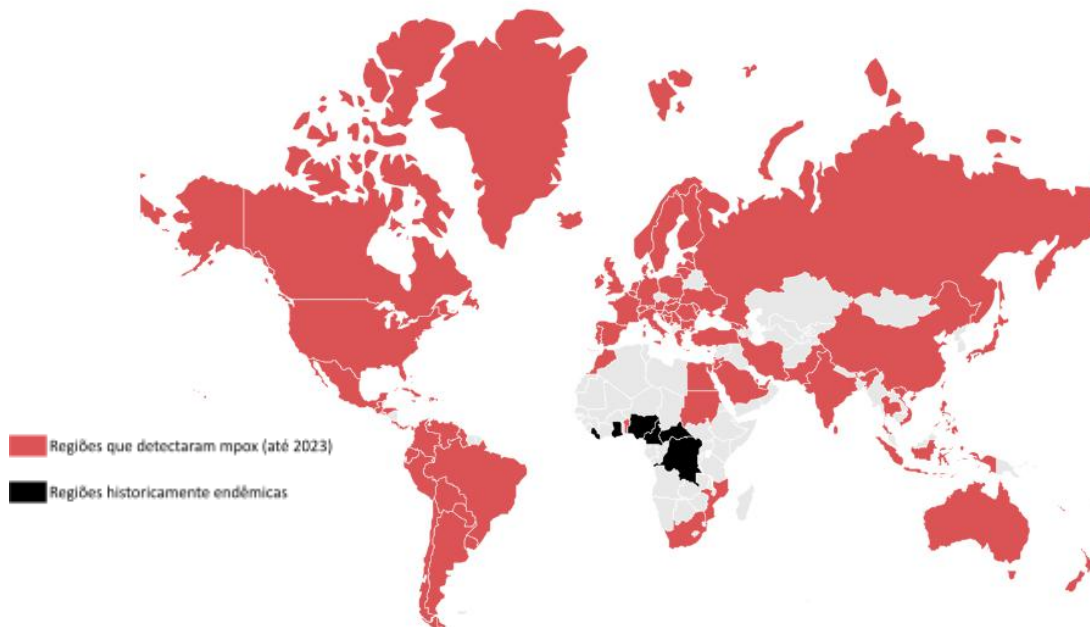 Regiões que detectaram mpox (até 2023)
Regiões historicamente endêmicas